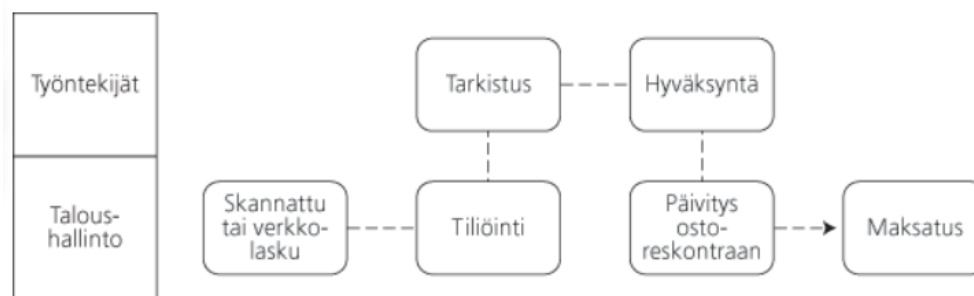 Työntekijät
Tarkistus
Hyväksyntä
Talous-
hallinto
Skannattu
tai verkko-
lasku
Tiliöinti
Päivitys
osto-
reskontraan
Maksatus